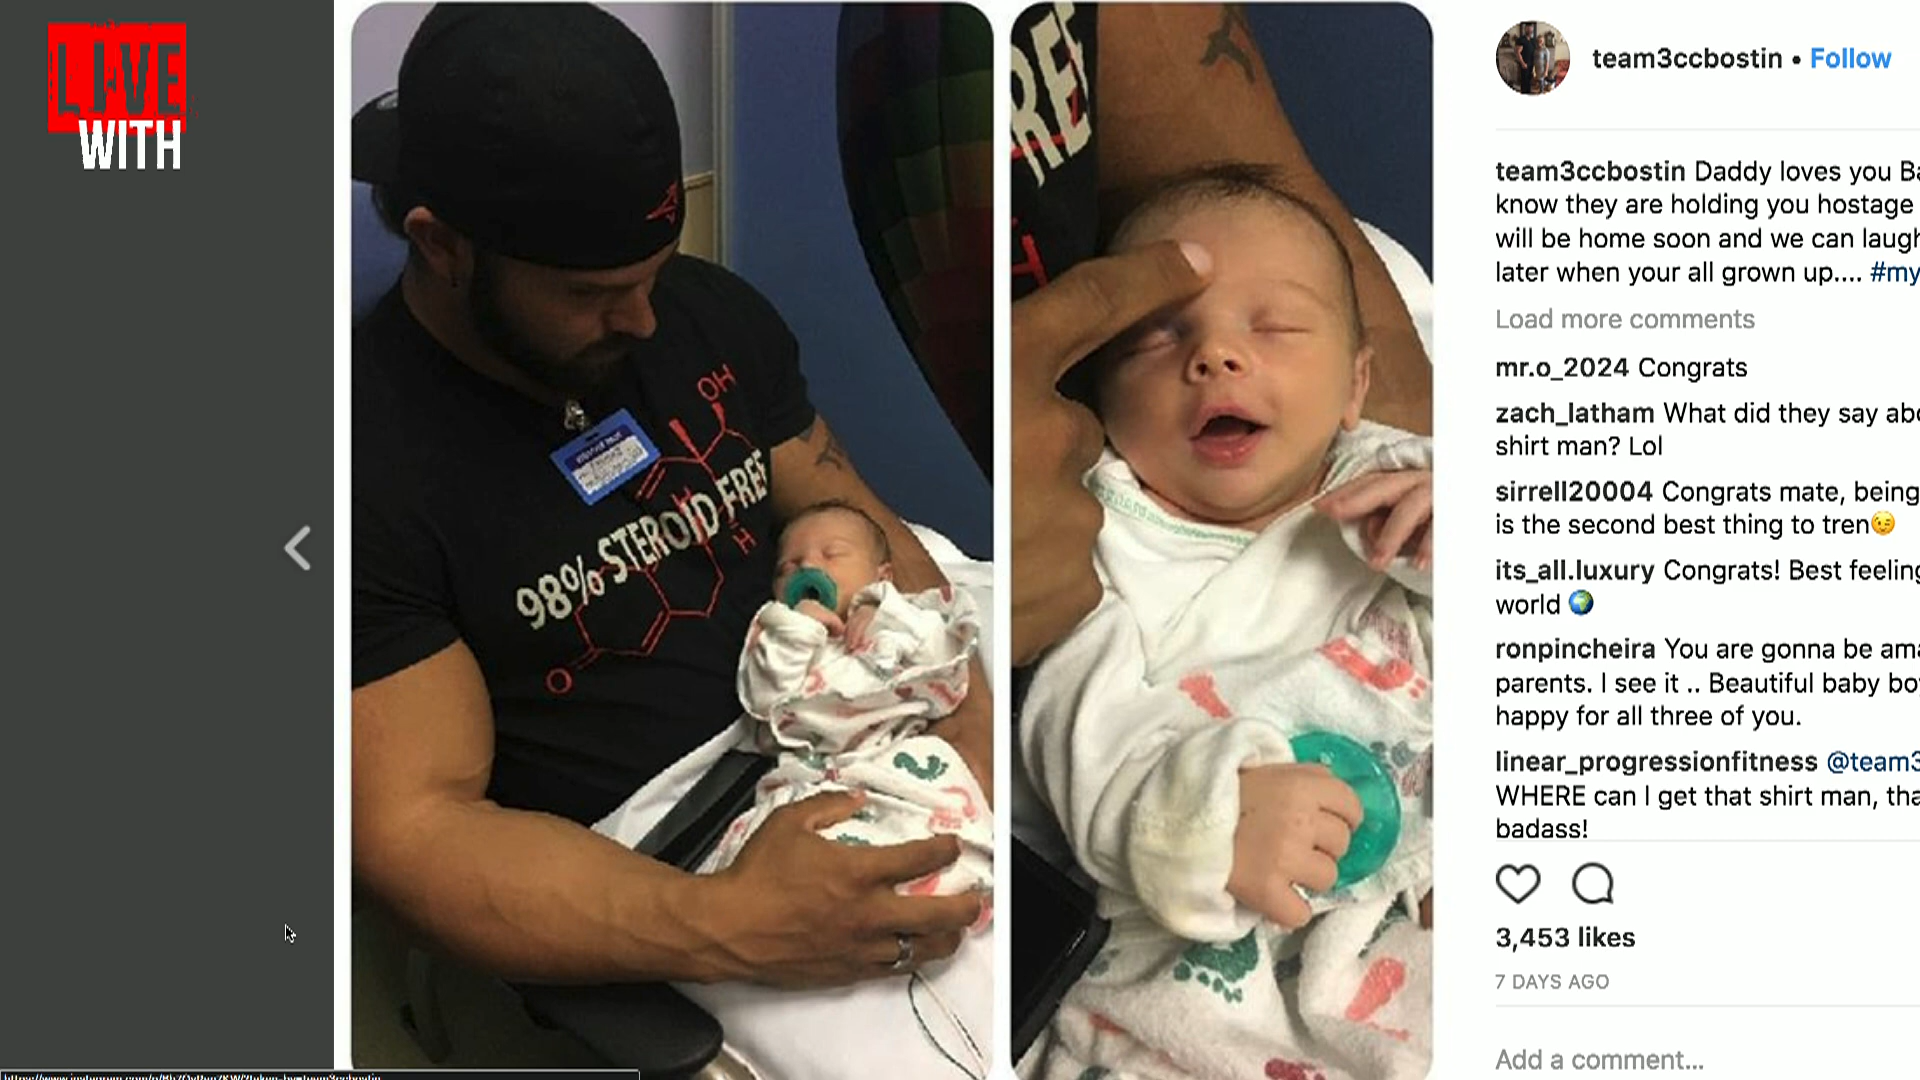 LIVE
WITH
OH
98% STEROID FREE
H
H
O
REE
team3ccbostin • Follow
team3ccbostin Daddy loves you
know they are holding you hostage
will be home soon and we can laugh
later when your all grown up.... #my
Load more comments
mr.o_2024 Congrats
zach_latham What did they say
shirt man? Lol
sirrell20004 Congrats mate, being
is the second best thing to tren😉
its_all.luxury Congrats! Best feeling
world 🌍
ronpincheira You are gonna be
parents. I see it .. Beautiful baby
happy for all three of you.
linear_progressionfitness @team3
WHERE can I get that shirt man,
badass!
3,453 likes
7 DAYS AGO
Add a comment...